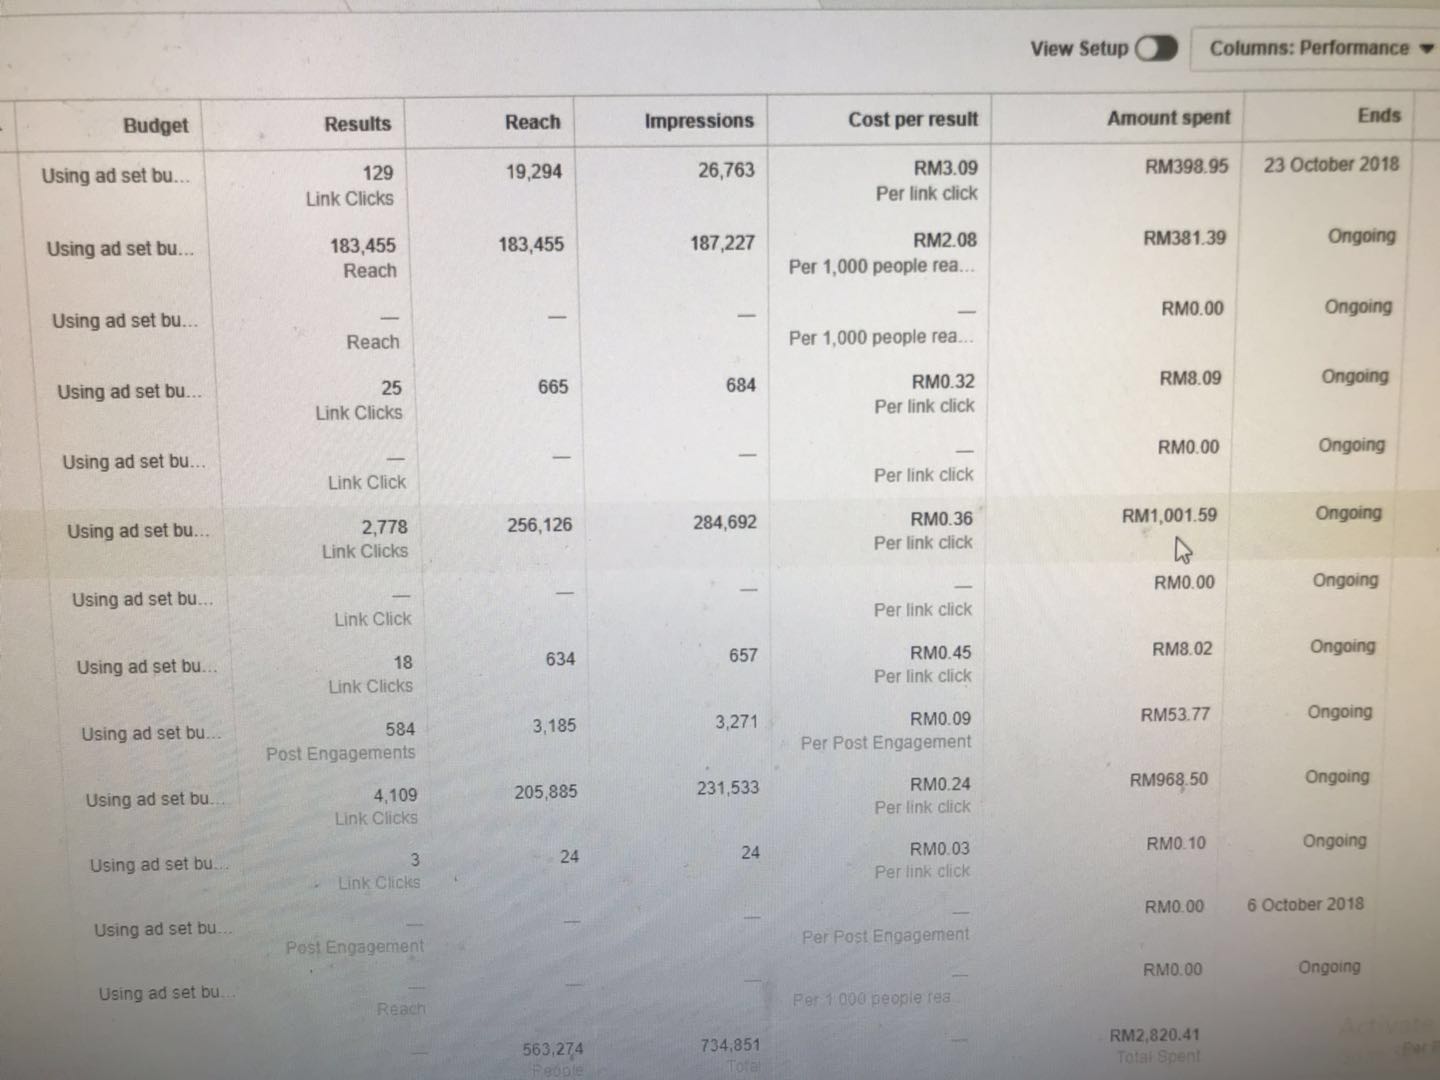 View Setup Columns: Performance
Budget Results Reach Impressions Cost per result Amount spent Ends
Using ad set bu... 129 19,294 26,763 RM3.09 RM398.95 23 October 2018
Link Clicks Per link click
Using ad set bu... 183,455 183,455 187,227 RM2.08 RM381.39 Ongoing
Reach Per 1,000 people rea...
Using ad set bu... — — — — RM0.00 Ongoing
Reach Per 1,000 people rea...
Using ad set bu... 25 665 684 RM0.32 RM8.09 Ongoing
Link Clicks Per link click
Using ad set bu... — — — — RM0.00 Ongoing
Link Click Per link click
Using ad set bu... 2,778 256,126 284,692 RM0.36 RM1,001.59 Ongoing
Link Clicks Per link click
Using ad set bu... — — — — RM0.00 Ongoing
Link Click Per link click
Using ad set bu... 18 634 657 RM0.45 RM8.02 Ongoing
Link Clicks Per link click
Using ad set bu... 584 3,185 3,271 RM0.09 RM53.77 Ongoing
Post Engagements Per Post Engagement
Using ad set bu... 4,109 205,885 231,533 RM0.24 RM968.50 Ongoing
Link Clicks Per link click
Using ad set bu... 3 24 24 RM0.03 RM0.10 Ongoing
Link Clicks Per link click
Using ad set bu... — — — — RM0.00 6 October 2018
Post Engagement Per Post Engagement
Using ad set bu... — — — — RM0.00 Ongoing
Reach Per 1,000 people rea...
— 563,274 734,851 — RM2,820.41
People Total Total Spent
Activate